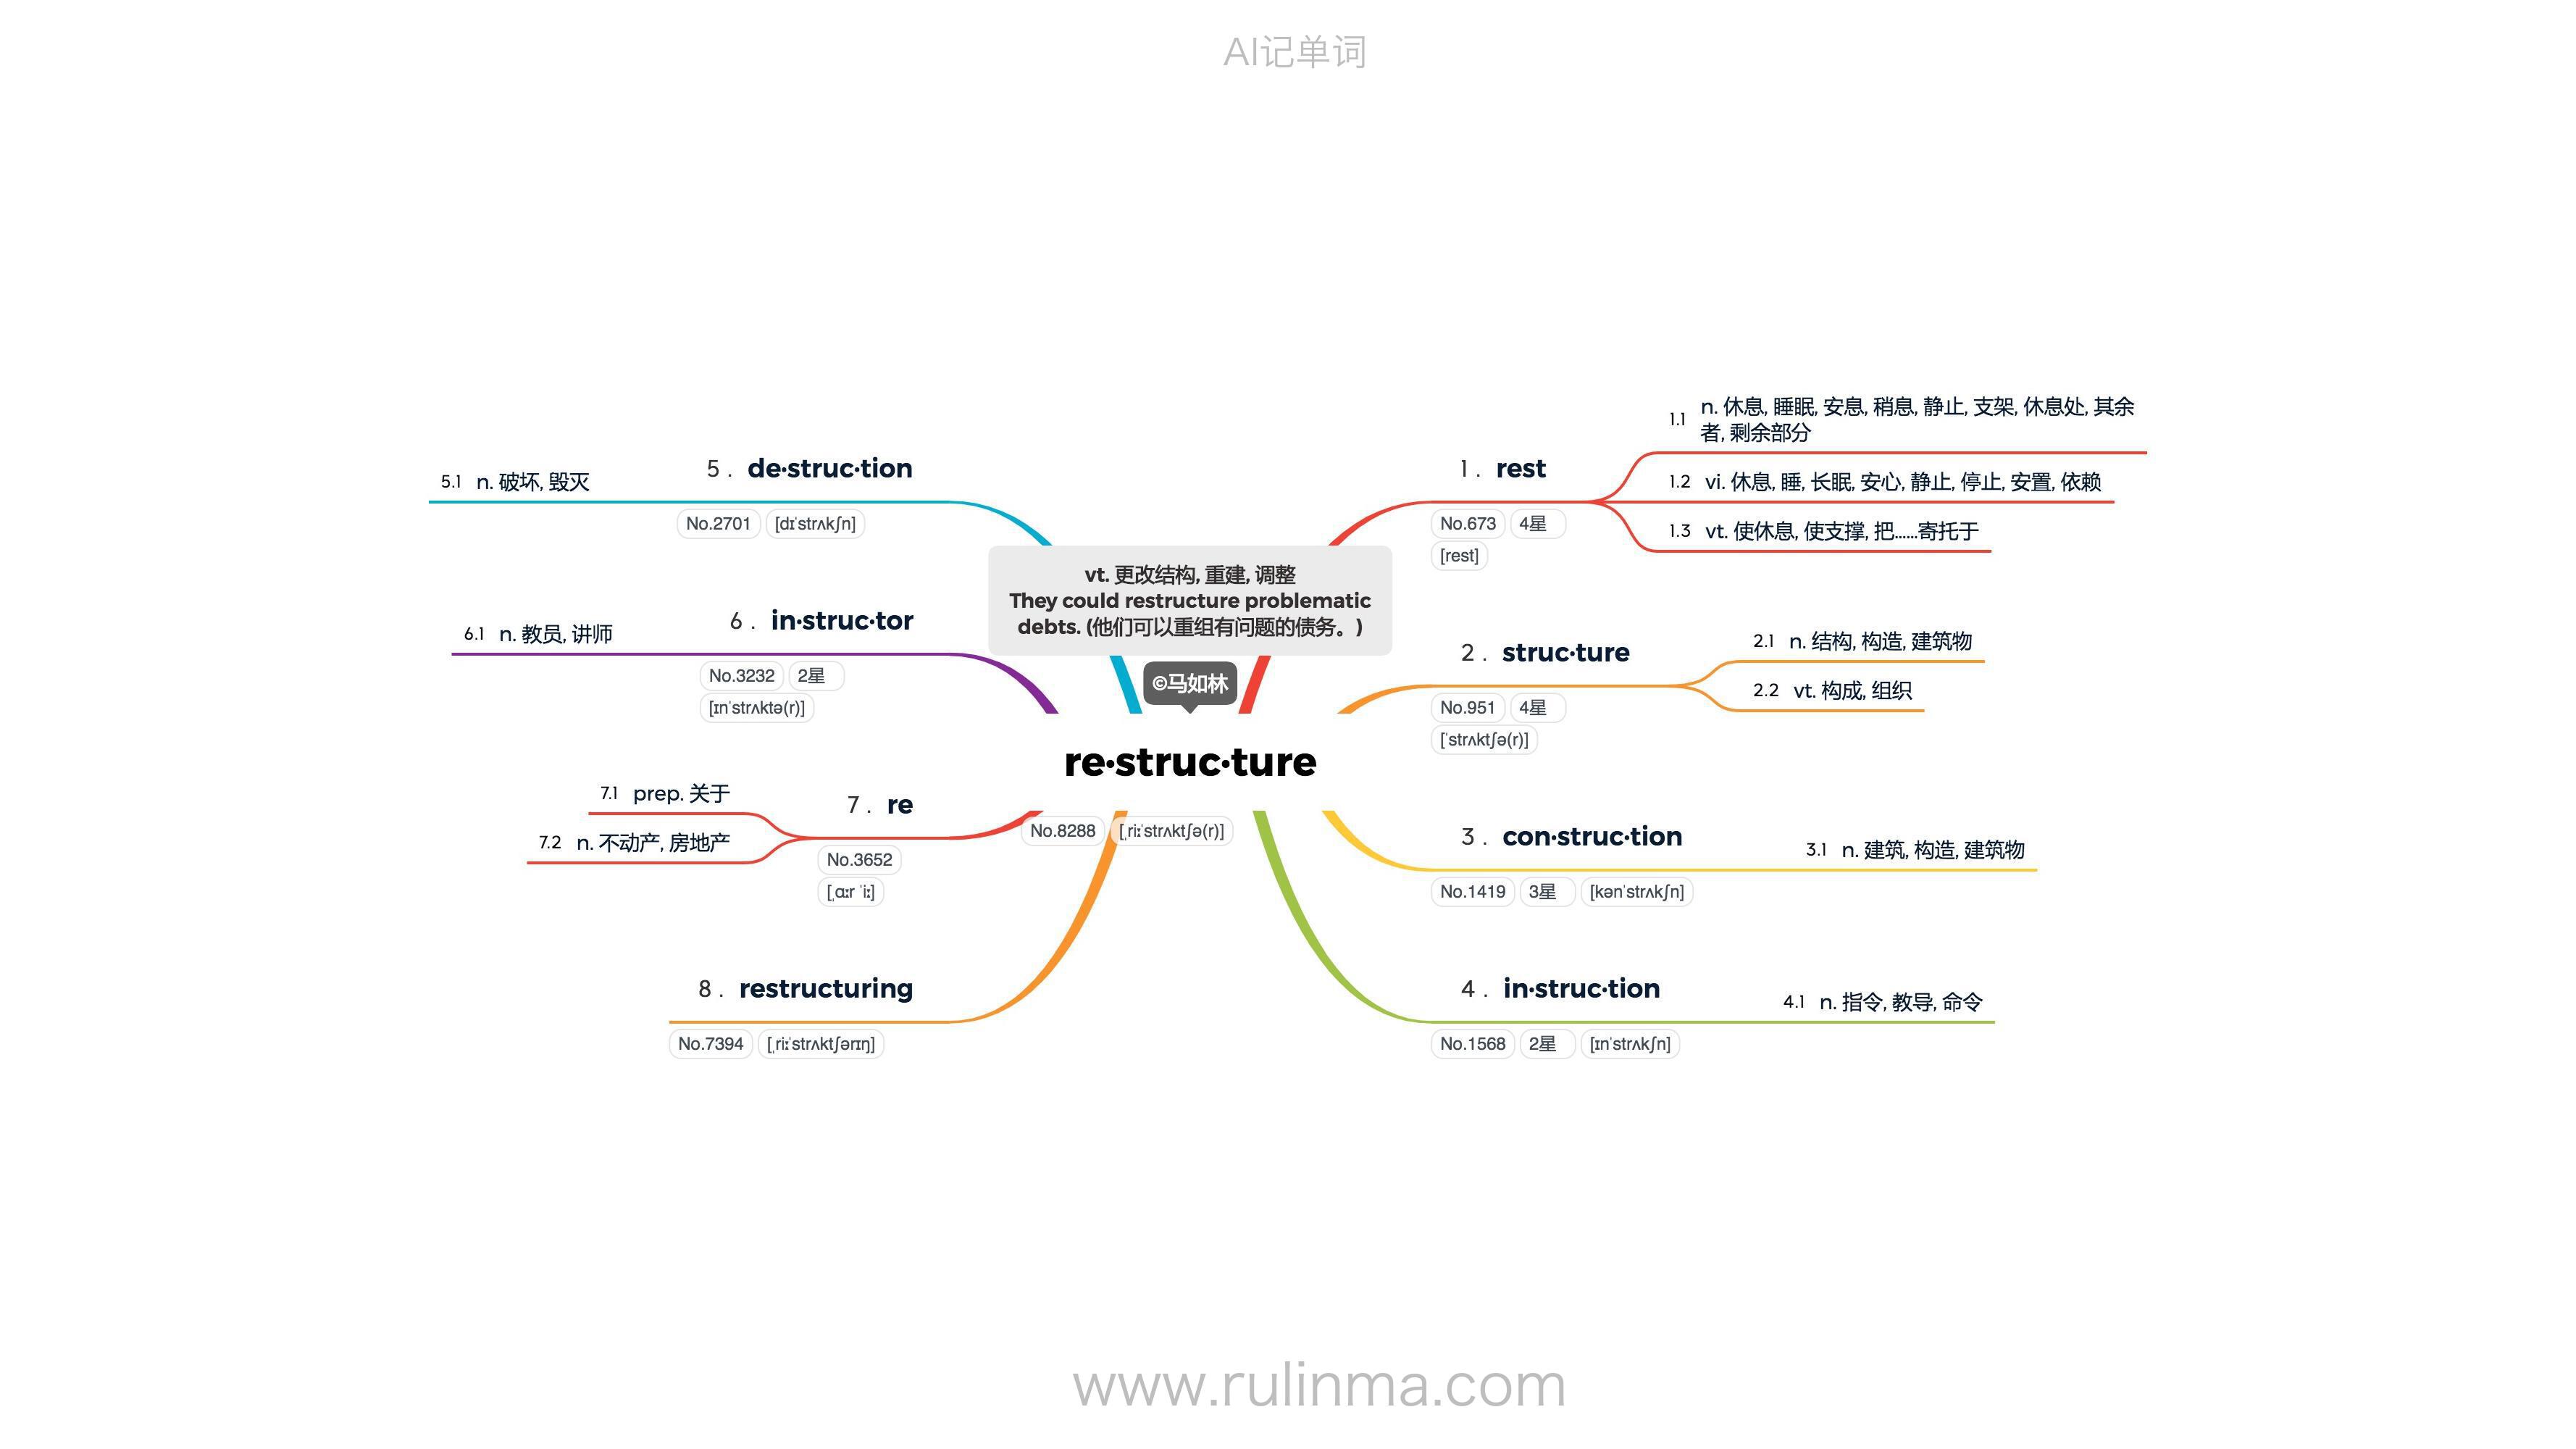 AI记单词
vt. 更改结构, 重建, 调整
They could restructure problematic
debts. (他们可以重组有问题的债务。)
©马如林
re·struc·ture
No.8288 [ˌriːˈstrʌktʃə(r)]
1 . rest
No.673 4星
[rest]
1.1 n. 休息, 睡眠, 安息, 稍息, 静止, 支架, 休息处, 其余
者, 剩余部分
1.2 vi. 休息, 睡, 长眠, 安心, 静止, 停止, 安置, 依赖
1.3 vt. 使休息, 使支撑, 把……寄托于
2 . struc·ture
No.951 4星
[ˈstrʌktʃə(r)]
2.1 n. 结构, 构造, 建筑物
2.2 vt. 构成, 组织
3 . con·struc·tion
No.1419 3星 [kənˈstrʌkʃn]
3.1 n. 建筑, 构造, 建筑物
4 . in·struc·tion
No.1568 2星 [ɪnˈstrʌkʃn]
4.1 n. 指令, 教导, 命令
5 . de·struc·tion
No.2701 [dɪˈstrʌkʃn]
5.1 n. 破坏, 毁灭
6 . in·struc·tor
No.3232 2星
[ɪnˈstrʌktə(r)]
6.1 n. 教员, 讲师
7 . re
No.3652
[ˌɑːr ˈiː]
7.1 prep. 关于
7.2 n. 不动产, 房地产
8 . restructuring
No.7394 [ˌriːˈstrʌktʃərɪŋ]
www.rulinma.com